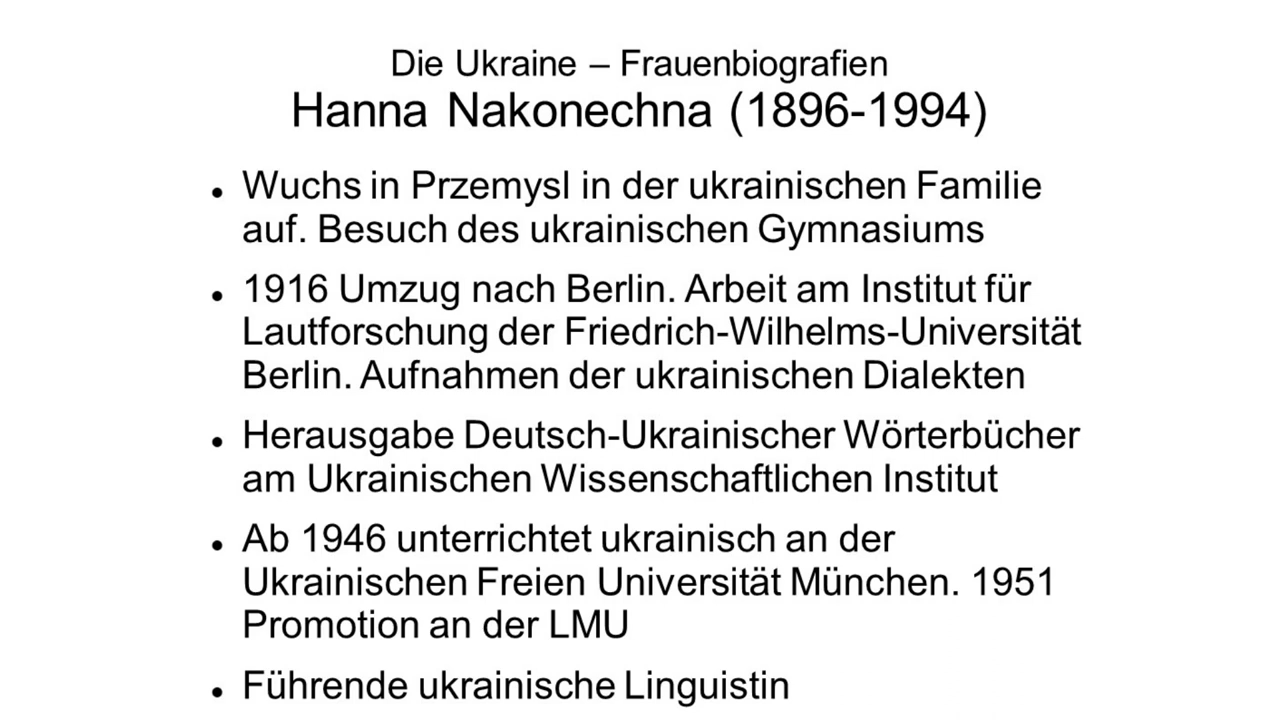 Die Ukraine – Frauenbiografien
Hanna Nakonechna (1896-1994)
• Wuchs in Przemysl in der ukrainischen Familie
auf. Besuch des ukrainischen Gymnasiums
• 1916 Umzug nach Berlin. Arbeit am Institut für
Lautforschung der Friedrich-Wilhelms-Universität
Berlin. Aufnahmen der ukrainischen Dialekten
• Herausgabe Deutsch-Ukrainischer Wörterbücher
am Ukrainischen Wissenschaftlichen Institut
• Ab 1946 unterrichtet ukrainisch an der
Ukrainischen Freien Universität München. 1951
Promotion an der LMU
• Führende ukrainische Linguistin